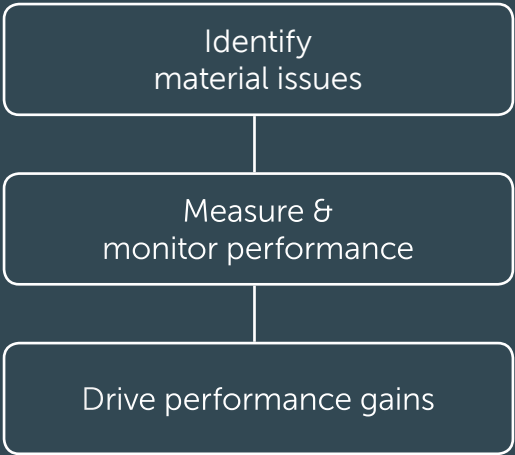 Identify
material issues
Measure &
monitor performance
Drive performance gains